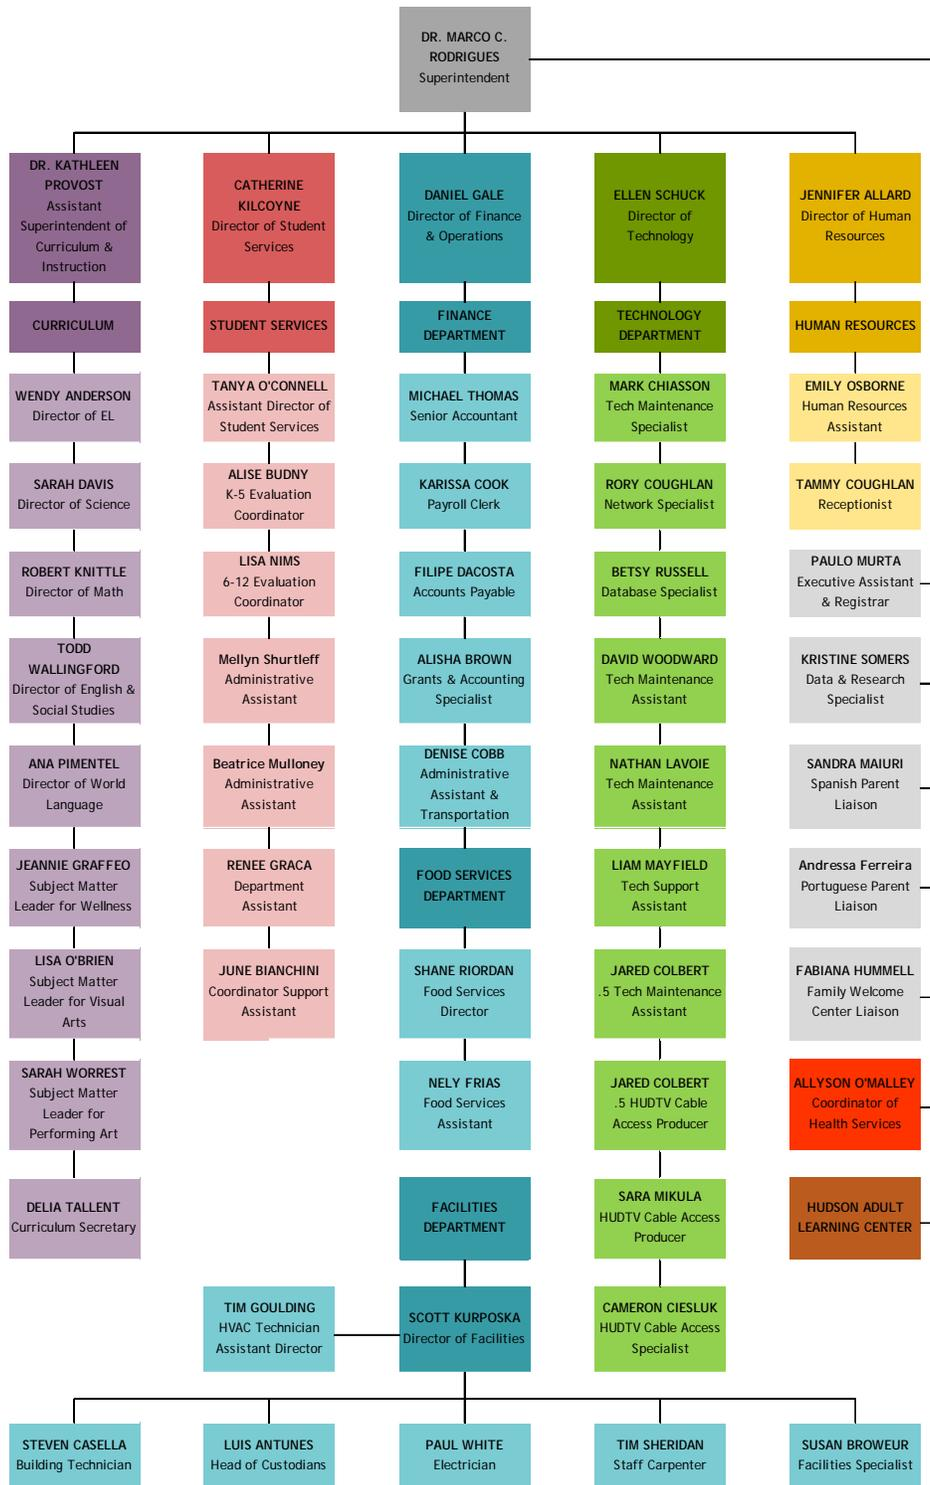 DR. MARCO C.
RODRIGUES
Superintendent
DR. KATHLEEN
PROVOST
Assistant
Superintendent of
Curriculum &
Instruction
CATHERINE
KILCOYNE
Director of Student
Services
DANIEL GALE
Director of Finance
& Operations
ELLEN SCHUCK
Director of
Technology
JENNIFER ALLARD
Director of Human
Resources
CURRICULUM
STUDENT SERVICES
FINANCE
DEPARTMENT
TECHNOLOGY
DEPARTMENT
HUMAN RESOURCES
WENDY ANDERSON
Director of EL
TANYA O'CONNELL
Assistant Director of
Student Services
MICHAEL THOMAS
Senior Accountant
MARK CHIASSON
Tech Maintenance
Specialist
EMILY OSBORNE
Human Resources
Assistant
SARAH DAVIS
Director of Science
ALISE BUDNY
K-5 Evaluation
Coordinator
KARISSA COOK
Payroll Clerk
RORY COUGHLAN
Network Specialist
TAMMY COUGHLAN
Receptionist
ROBERT KNITTLE
Director of Math
LISA NIMS
6-12 Evaluation
Coordinator
FILIPE DACOSTA
Accounts Payable
BETSY RUSSELL
Database Specialist
PAULO MURTA
Executive Assistant
& Registrar
TODD
WALLINGFORD
Director of English &
Social Studies
Mellyn Shurtleff
Administrative
Assistant
ALISHA BROWN
Grants & Accounting
Specialist
DAVID WOODWARD
Tech Maintenance
Assistant
KRISTINE SOMERS
Data & Research
Specialist
ANA PIMENTEL
Director of World
Language
Beatrice Mulloney
Administrative
Assistant
DENISE COBB
Administrative
Assistant &
Transportation
NATHAN LAVOIE
Tech Maintenance
Assistant
SANDRA MAIURI
Spanish Parent
Liaison
JEANNIE GRAFFEO
Subject Matter
Leader for Wellness
RENEE GRACA
Department
Assistant
FOOD SERVICES
DEPARTMENT
LIAM MAYFIELD
Tech Support
Assistant
Andressa Ferreira
Portuguese Parent
Liaison
LISA O'BRIEN
Subject Matter
Leader for Visual
Arts
JUNE BIANCHINI
Coordinator Support
Assistant
SHANE RIORDAN
Food Services
Director
JARED COLBERT
.5 Tech Maintenance
Assistant
FABIANA HUMMELL
Family Welcome
Center Liaison
SARAH WORREST
Subject Matter
Leader for
Performing Art
NELY FRIAS
Food Services
Assistant
JARED COLBERT
.5 HUDTV Cable
Access Producer
ALLYSON O'MALLEY
Coordinator of
Health Services
DELIA TALLENT
Curriculum Secretary
FACILITIES
DEPARTMENT
SARA MIKULA
HUDTV Cable Access
Producer
HUDSON ADULT
LEARNING CENTER
TIM GOULDING
HVAC Technician
Assistant Director
SCOTT KURPOSKA
Director of Facilities
CAMERON CIESLUK
HUDTV Cable Access
Specialist
STEVEN CASELLA
Building Technician
LUIS ANTUNES
Head of Custodians
PAUL WHITE
Electrician
TIM SHERIDAN
Staff Carpenter
SUSAN BROWEUR
Facilities Specialist